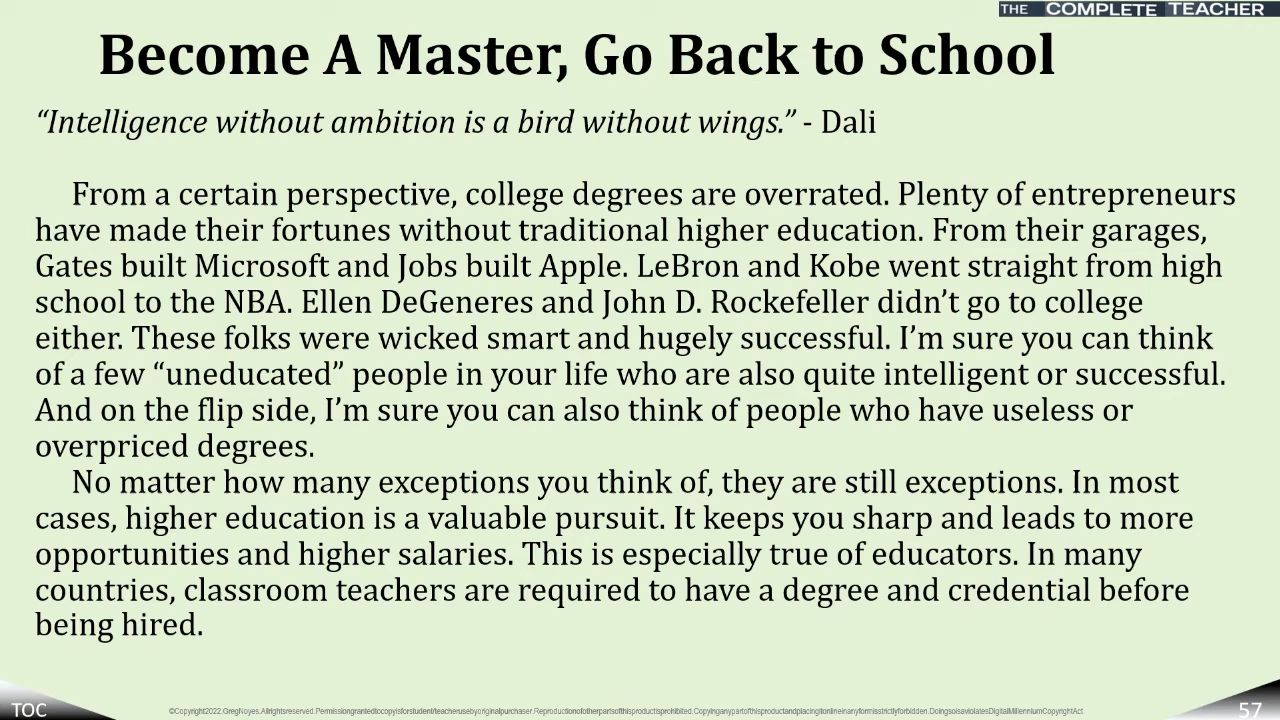 THE COMPLETE TEACHER
Become A Master, Go Back to School
“Intelligence without ambition is a bird without wings.” - Dali
From a certain perspective, college degrees are overrated. Plenty of entrepreneurs
have made their fortunes without traditional higher education. From their garages,
Gates built Microsoft and Jobs built Apple. LeBron and Kobe went straight from high
school to the NBA. Ellen DeGeneres and John D. Rockefeller didn’t go to college
either. These folks were wicked smart and hugely successful. I’m sure you can think
of a few “uneducated” people in your life who are also quite intelligent or successful.
And on the flip side, I’m sure you can also think of people who have useless or
overpriced degrees.
No matter how many exceptions you think of, they are still exceptions. In most
cases, higher education is a valuable pursuit. It keeps you sharp and leads to more
opportunities and higher salaries. This is especially true of educators. In many
countries, classroom teachers are required to have a degree and credential before
being hired.
TOC
©Copyright2022.GregNoyes.Allrightsreserved.Permissiongrantedtocopyisforstudent/teacherusebyoriginalpurchaser.Reproductionofotherpartsofthisproductisprohibited.Copyinganypartofthisproductandplacingitonlineinanyformisstrictlyforbidden.DoingsoisaviolatesDigitalMillenniumCopyrightAct.
57